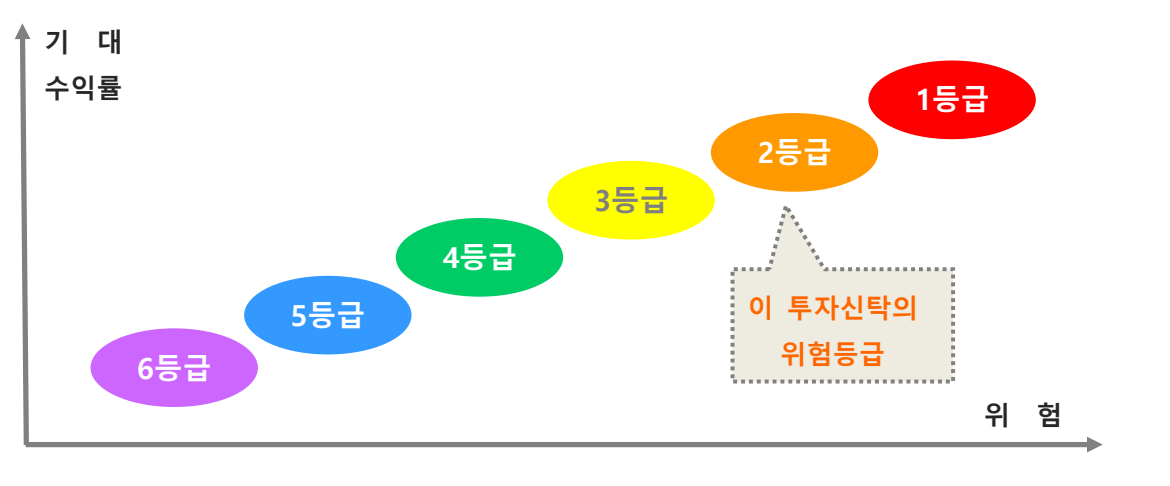 기 대
수익률
1등급
2등급
3등급
4등급
5등급
6등급
이 투자신탁의
위험등급
위 험